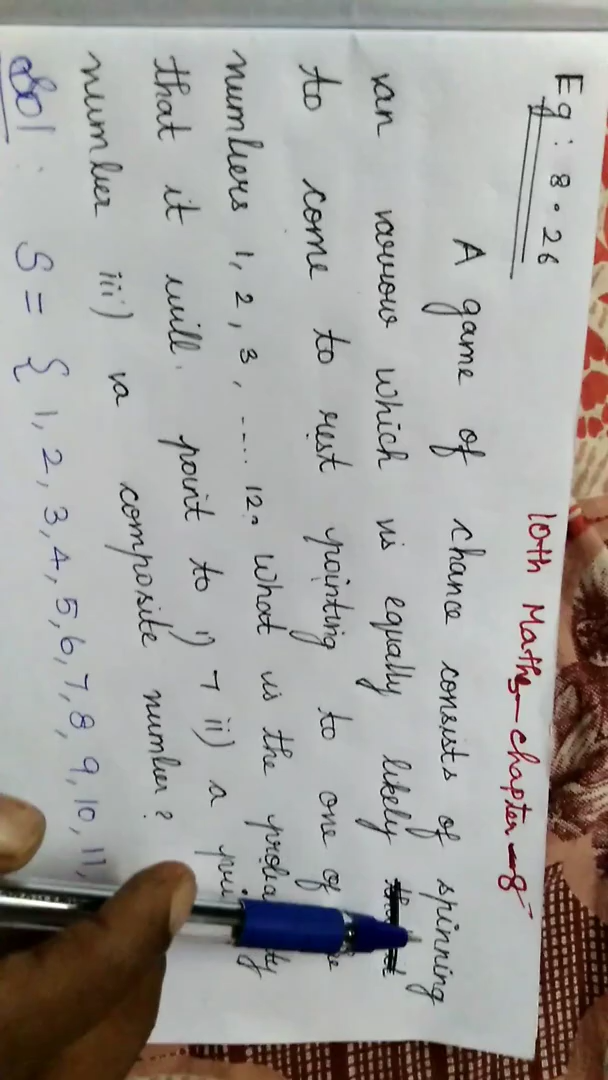 10th Maths - chapter - 8
Eg : 8.26
A game of chance consists of spinning
an arrow which is equally likely
to come to rest pointing to one of
numbers 1, 2, 3, .... 12. what is the
that it will point to i) 7 ii) a
number iii) a composite number?
Sol : S = { 1, 2, 3, 4, 5, 6, 7, 8, 9, 10, 11,